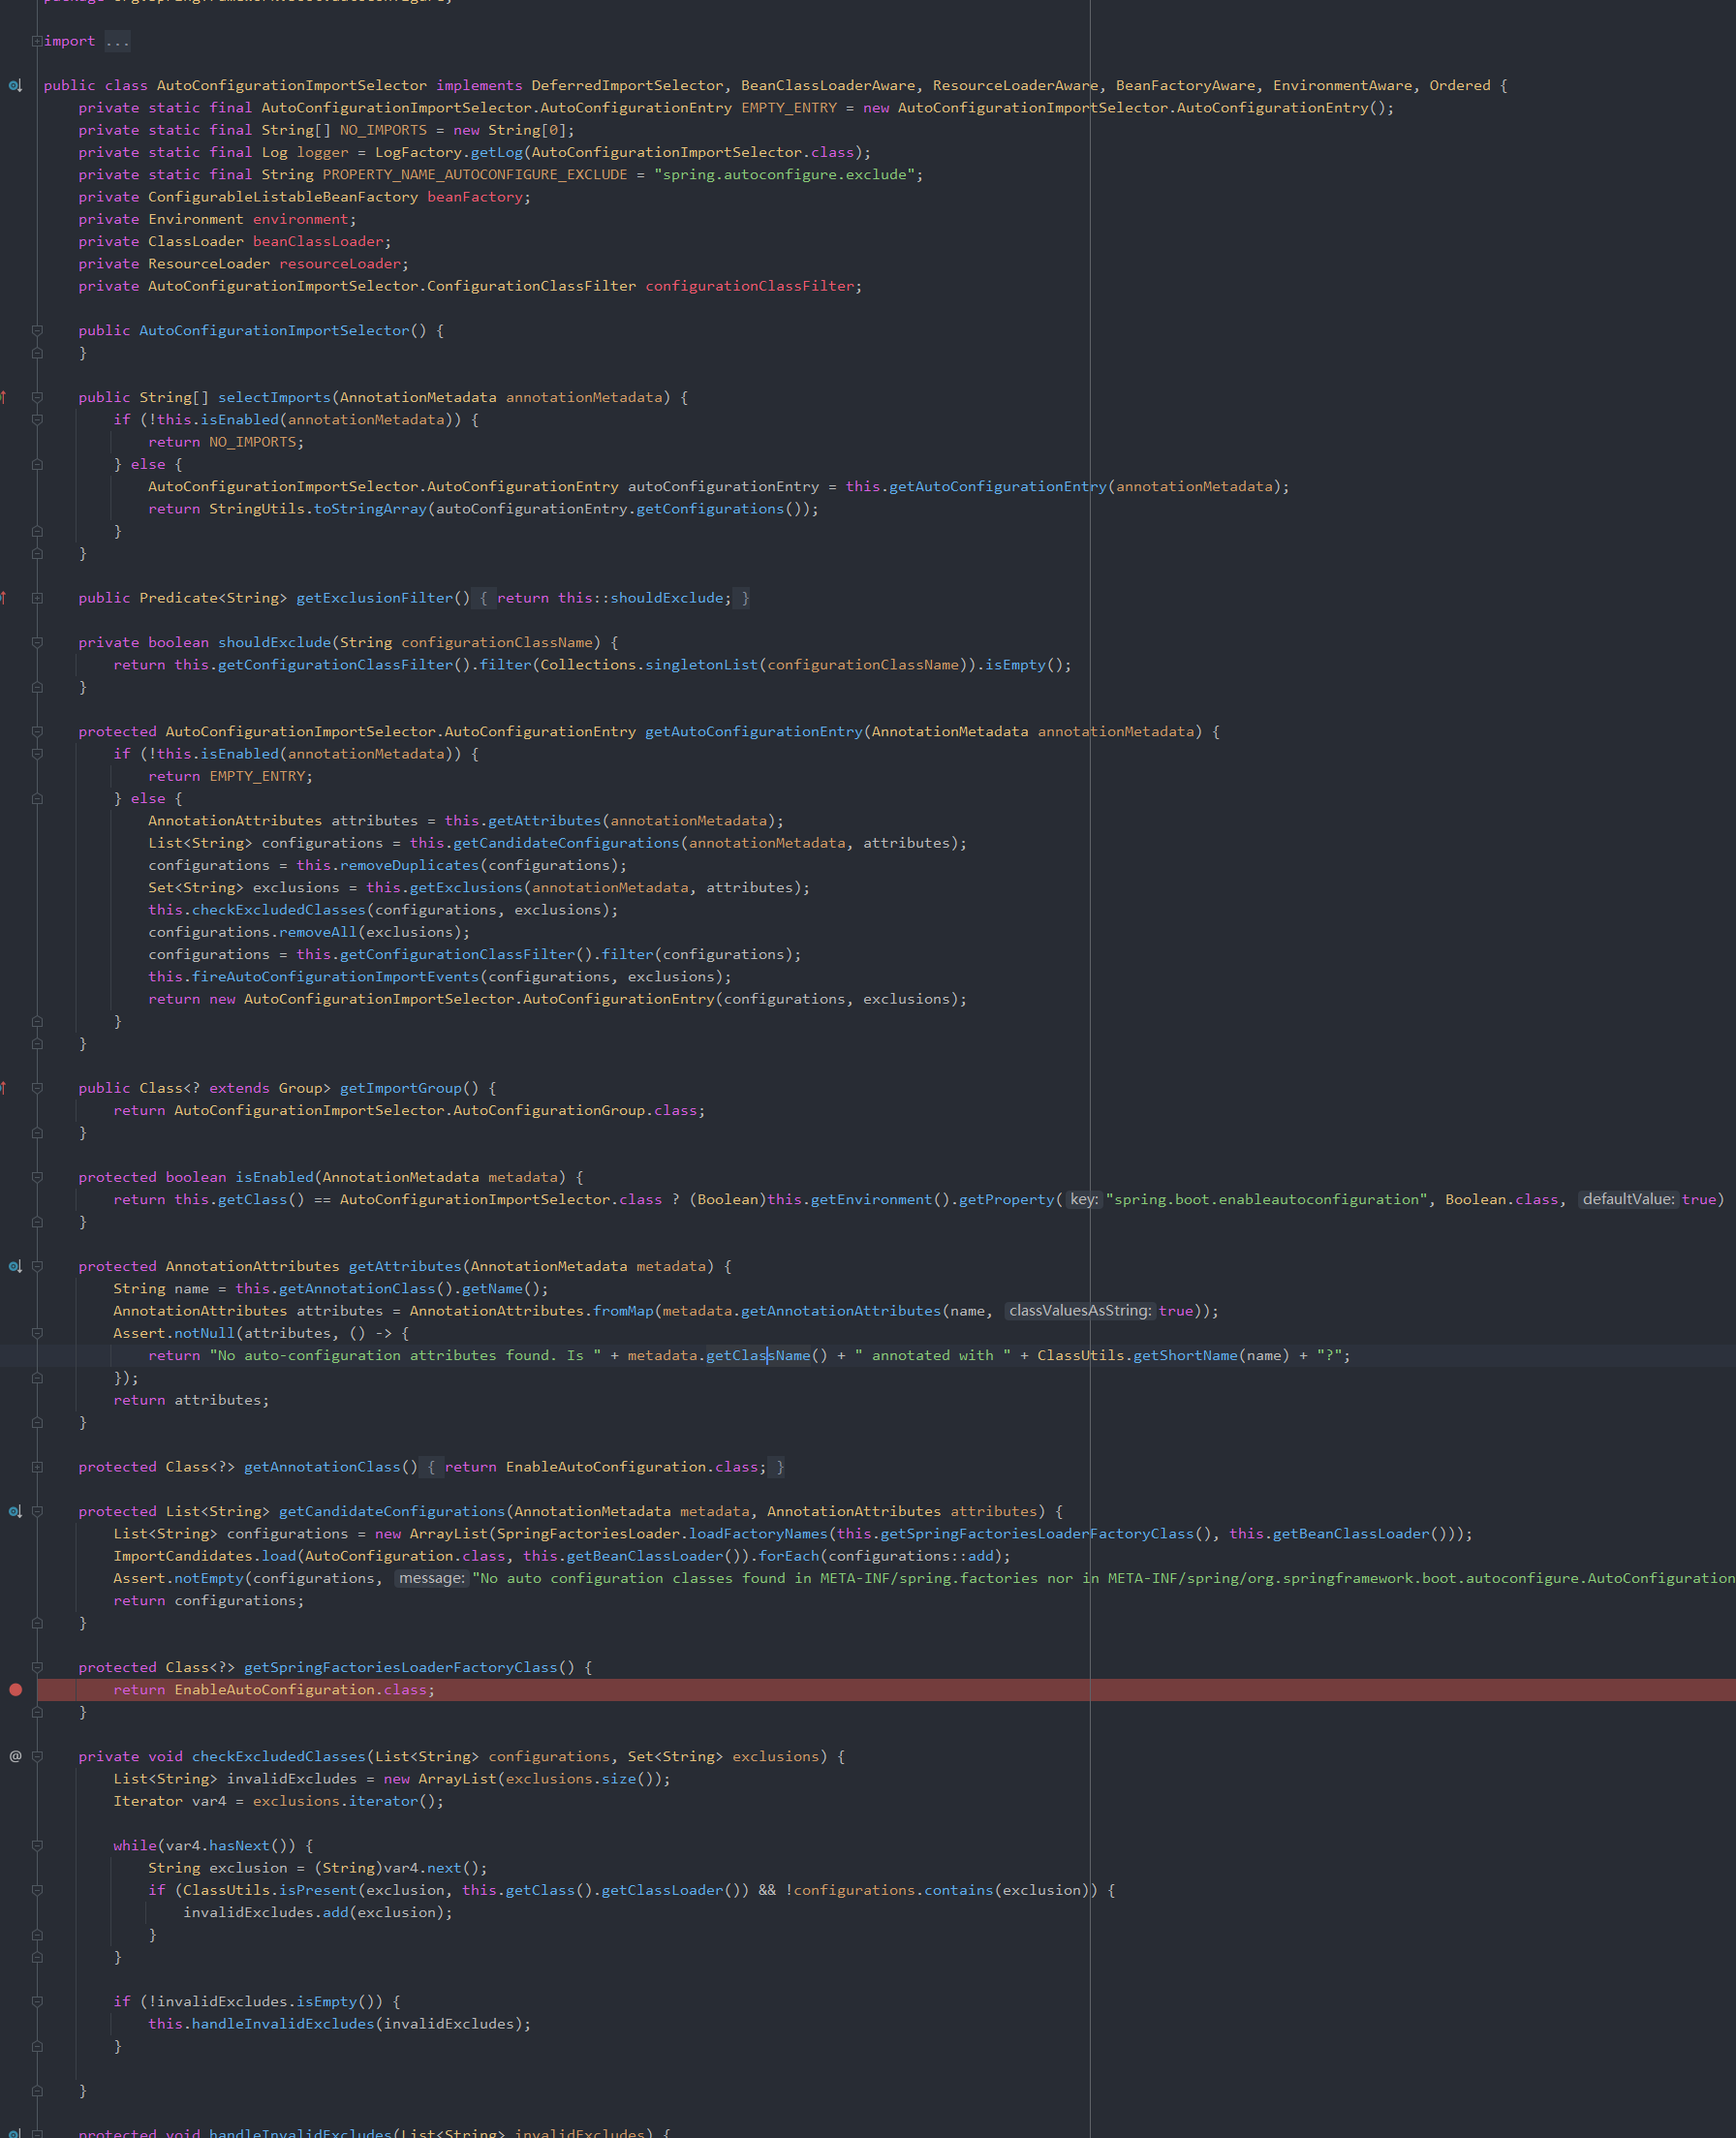 import ...
public class AutoConfigurationImportSelector implements DeferredImportSelector, BeanClassLoaderAware, ResourceLoaderAware, BeanFactoryAware, EnvironmentAware, Ordered {
private static final AutoConfigurationImportSelector.AutoConfigurationEntry EMPTY_ENTRY = new AutoConfigurationImportSelector.AutoConfigurationEntry();
private static final String[] NO_IMPORTS = new String[0];
private static final Log logger = LogFactory.getLog(AutoConfigurationImportSelector.class);
private static final String PROPERTY_NAME_AUTOCONFIGURE_EXCLUDE = "spring.autoconfigure.exclude";
private ConfigurableListableBeanFactory beanFactory;
private Environment environment;
private ClassLoader beanClassLoader;
private ResourceLoader resourceLoader;
private AutoConfigurationImportSelector.ConfigurationClassFilter configurationClassFilter;
public AutoConfigurationImportSelector() {
}
public String[] selectImports(AnnotationMetadata annotationMetadata) {
if (!this.isEnabled(annotationMetadata)) {
return NO_IMPORTS;
} else {
AutoConfigurationImportSelector.AutoConfigurationEntry autoConfigurationEntry = this.getAutoConfigurationEntry(annotationMetadata);
return StringUtils.toStringArray(autoConfigurationEntry.getConfigurations());
}
}
public Predicate<String> getExclusionFilter() { return this::shouldExclude; }
private boolean shouldExclude(String configurationClassName) {
return this.getConfigurationClassFilter().filter(Collections.singletonList(configurationClassName)).isEmpty();
}
protected AutoConfigurationImportSelector.AutoConfigurationEntry getAutoConfigurationEntry(AnnotationMetadata annotationMetadata) {
if (!this.isEnabled(annotationMetadata)) {
return EMPTY_ENTRY;
} else {
AnnotationAttributes attributes = this.getAttributes(annotationMetadata);
List<String> configurations = this.getCandidateConfigurations(annotationMetadata, attributes);
configurations = this.removeDuplicates(configurations);
Set<String> exclusions = this.getExclusions(annotationMetadata, attributes);
this.checkExcludedClasses(configurations, exclusions);
configurations.removeAll(exclusions);
configurations = this.getConfigurationClassFilter().filter(configurations);
this.fireAutoConfigurationImportEvents(configurations, exclusions);
return new AutoConfigurationImportSelector.AutoConfigurationEntry(configurations, exclusions);
}
}
public Class<? extends Group> getImportGroup() {
return AutoConfigurationImportSelector.AutoConfigurationGroup.class;
}
protected boolean isEnabled(AnnotationMetadata metadata) {
return this.getClass() == AutoConfigurationImportSelector.class ? (Boolean)this.getEnvironment().getProperty( key: "spring.boot.enableautoconfiguration", Boolean.class, defaultValue: true)
}
protected AnnotationAttributes getAttributes(AnnotationMetadata metadata) {
String name = this.getAnnotationClass().getName();
AnnotationAttributes attributes = AnnotationAttributes.fromMap(metadata.getAnnotationAttributes(name, classValuesAsString: true));
Assert.notNull(attributes, () -> {
return "No auto-configuration attributes found. Is " + metadata.getClassName() + " annotated with " + ClassUtils.getShortName(name) + "?";
});
return attributes;
}
protected Class<?> getAnnotationClass() { return EnableAutoConfiguration.class; }
protected List<String> getCandidateConfigurations(AnnotationMetadata metadata, AnnotationAttributes attributes) {
List<String> configurations = new ArrayList(SpringFactoriesLoader.loadFactoryNames(this.getSpringFactoriesLoaderFactoryClass(), this.getBeanClassLoader()));
ImportCandidates.load(AutoConfiguration.class, this.getBeanClassLoader()).forEach(configurations::add);
Assert.notEmpty(configurations, message: "No auto configuration classes found in META-INF/spring.factories nor in META-INF/spring/org.springframework.boot.autoconfigure.AutoConfiguration
return configurations;
}
protected Class<?> getSpringFactoriesLoaderFactoryClass() {
return EnableAutoConfiguration.class;
}
@ private void checkExcludedClasses(List<String> configurations, Set<String> exclusions) {
List<String> invalidExcludes = new ArrayList(exclusions.size());
Iterator var4 = exclusions.iterator();
while(var4.hasNext()) {
String exclusion = (String)var4.next();
if (ClassUtils.isPresent(exclusion, this.getClass().getClassLoader()) && !configurations.contains(exclusion)) {
invalidExcludes.add(exclusion);
}
}
if (!invalidExcludes.isEmpty()) {
this.handleInvalidExcludes(invalidExcludes);
}
}
protected void handleInvalidExcludes(List<String> invalidExcludes) {